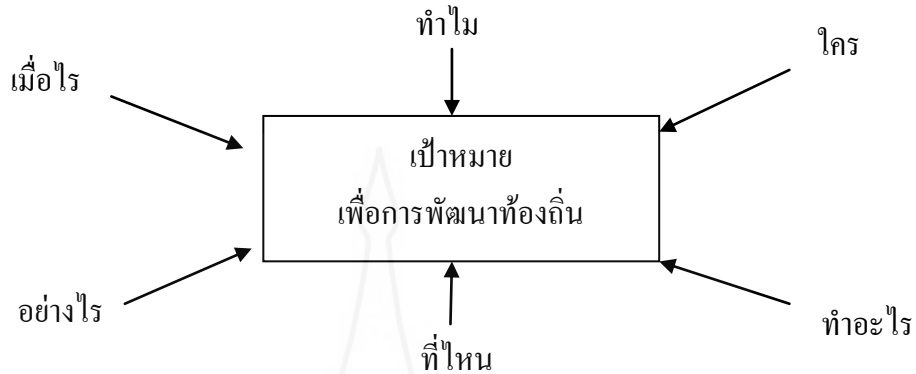 ทำไม
ใคร
เมื่อไร
เป้าหมาย
เพื่อการพัฒนาท้องถิ่น
อย่างไร
ทำอะไร
ที่ไหน